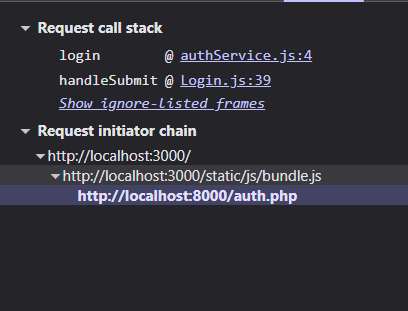 Request call stack
login @ authService.js:4
handleSubmit @ Login.js:39
Show ignore-listed frames
Request initiator chain
http://localhost:3000/
http://localhost:3000/static/js/bundle.js
http://localhost:8000/auth.php